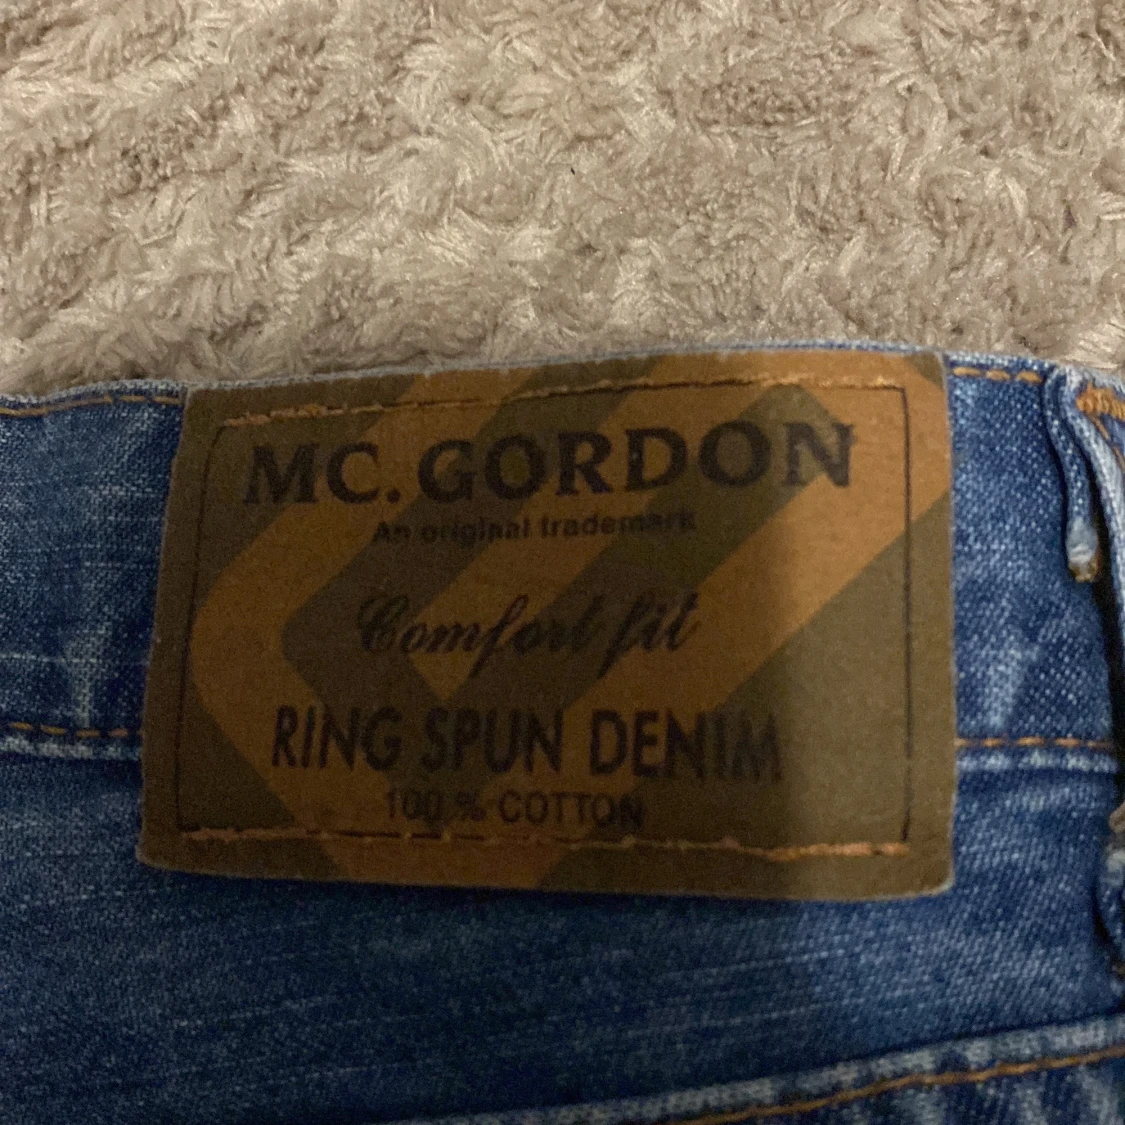 MC. GORDON
An original trademark
Comfort fit
RING SPUN DENIM
100 % COTTON